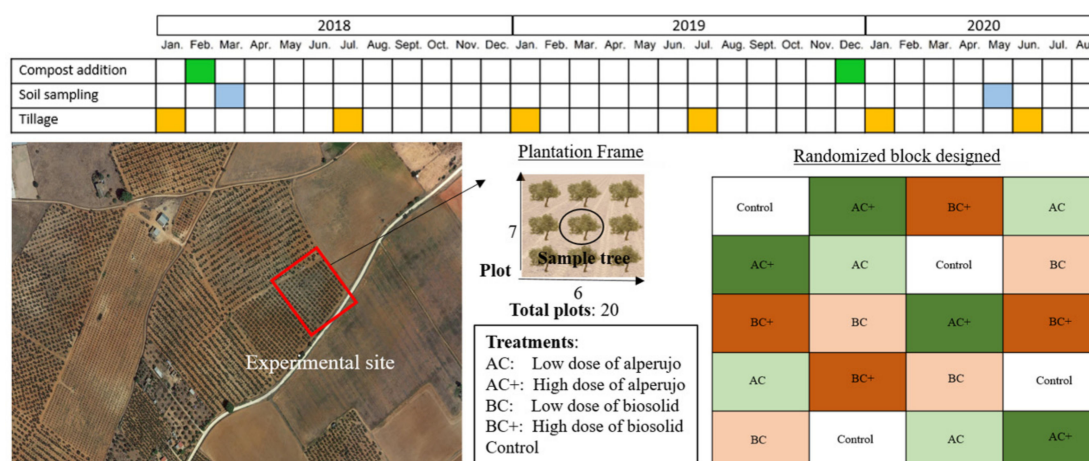 2018 2019 2020
Jan. Feb. Mar. Apr. May Jun. Jul. Aug. Sept. Oct. Nov. Dec. Jan. Feb. Mar. Apr. May Jun. Jul. Aug. Sept. Oct. Nov. Dec. Jan. Feb. Mar. Apr. May Jun. Jul. Au
Compost addition
Soil sampling
Tillage
Experimental site
Plantation Frame
7
Sample tree
Plot
6
Total plots: 20
Treatments:
AC: Low dose of alperujo
AC+: High dose of alperujo
BC: Low dose of biosolid
BC+: High dose of biosolid
Control
Randomized block designed
Control AC+ BC+ AC
AC+ AC Control BC
BC+ BC AC+ BC+
AC BC+ BC Control
BC Control AC AC+